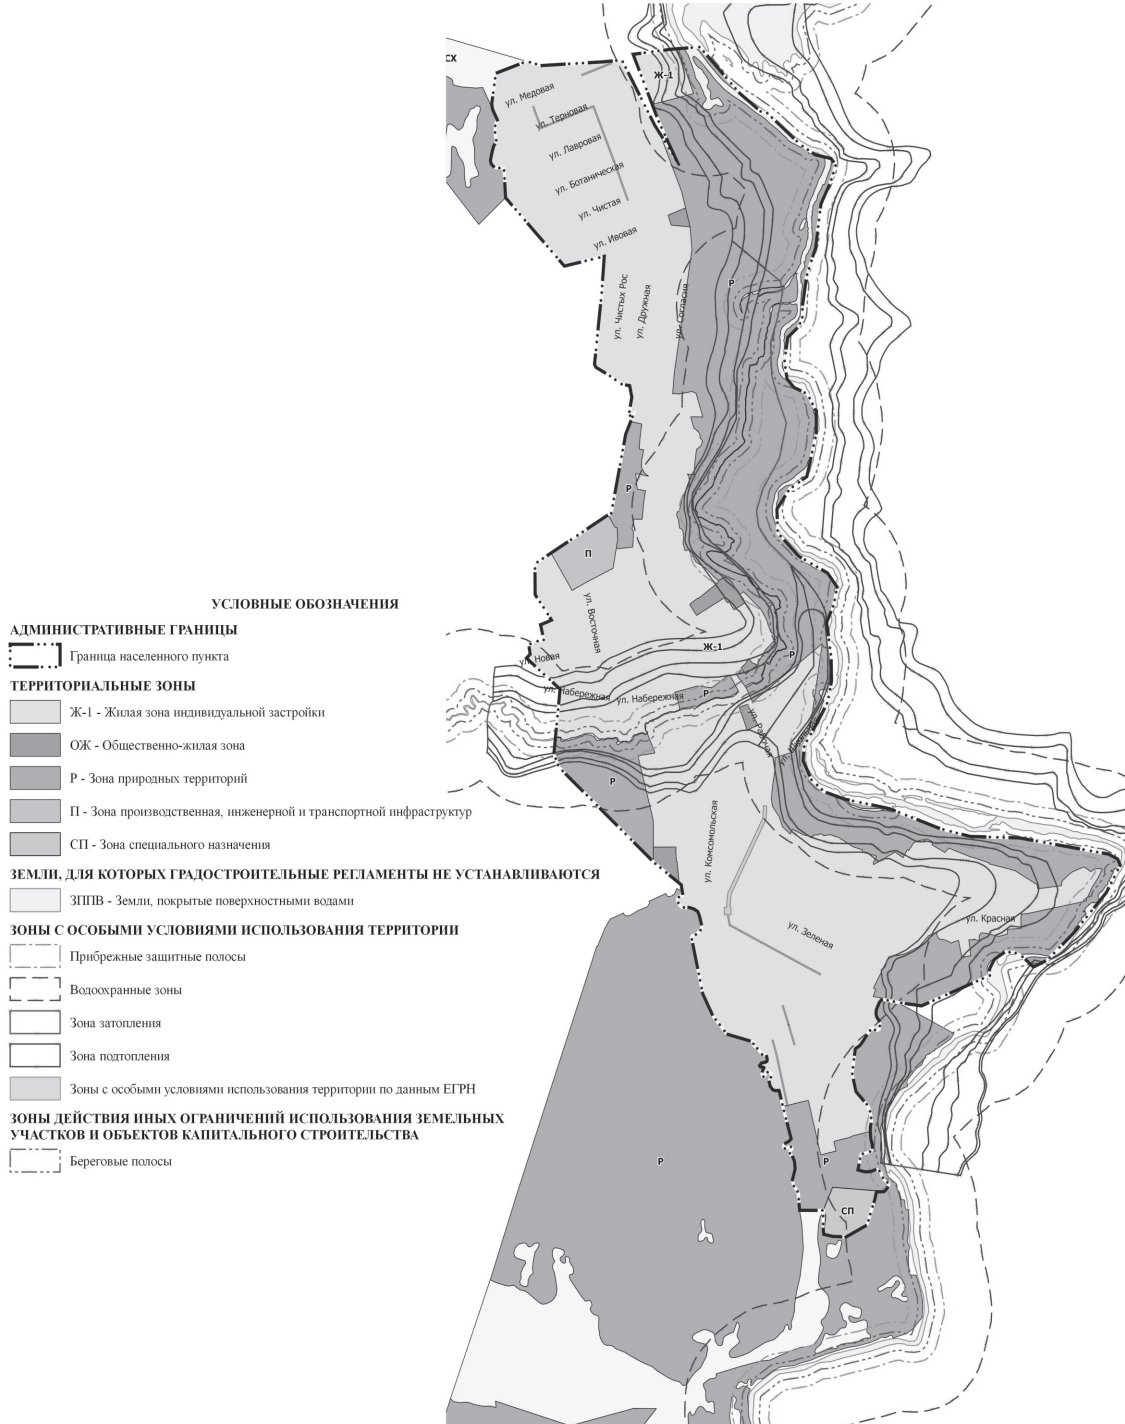 СХ
Ж-1
ул. Медовая
ул. Терновая
ул. Лавровая
ул. Ботаническая
ул. Чистая
ул. Ивовая
ул. Чистых Рос
ул. Дружная
ул. Согласия
Р
Р
П
ул. Восточная
ул. Новая
Ж-1
Р
ул. Набережная
ул. Набережная
Р
ул. Рабочая
Р
ул. Комсомольская
ул. Зеленая
ул. Красная
Р
Р
СП
УСЛОВНЫЕ ОБОЗНАЧЕНИЯ
АДМИНИСТРАТИВНЫЕ ГРАНИЦЫ
Граница населенного пункта
ТЕРРИТОРИАЛЬНЫЕ ЗОНЫ
Ж-1 - Жилая зона индивидуальной застройки
ОЖ - Общественно-жилая зона
Р - Зона природных территорий
П - Зона производственная, инженерной и транспортной инфраструктур
СП - Зона специального назначения
ЗЕМЛИ, ДЛЯ КОТОРЫХ ГРАДОСТРОИТЕЛЬНЫЕ РЕГЛАМЕНТЫ НЕ УСТАНАВЛИВАЮТСЯ
ЗППВ - Земли, покрытые поверхностными водами
ЗОНЫ С ОСОБЫМИ УСЛОВИЯМИ ИСПОЛЬЗОВАНИЯ ТЕРРИТОРИИ
Прибрежные защитные полосы
Водоохранные зоны
Зона затопления
Зона подтопления
Зоны с особыми условиями использования территории по данным ЕГРН
ЗОНЫ ДЕЙСТВИЯ ИНЫХ ОГРАНИЧЕНИЙ ИСПОЛЬЗОВАНИЯ ЗЕМЕЛЬНЫХ
УЧАСТКОВ И ОБЪЕКТОВ КАПИТАЛЬНОГО СТРОИТЕЛЬСТВА
Береговые полосы